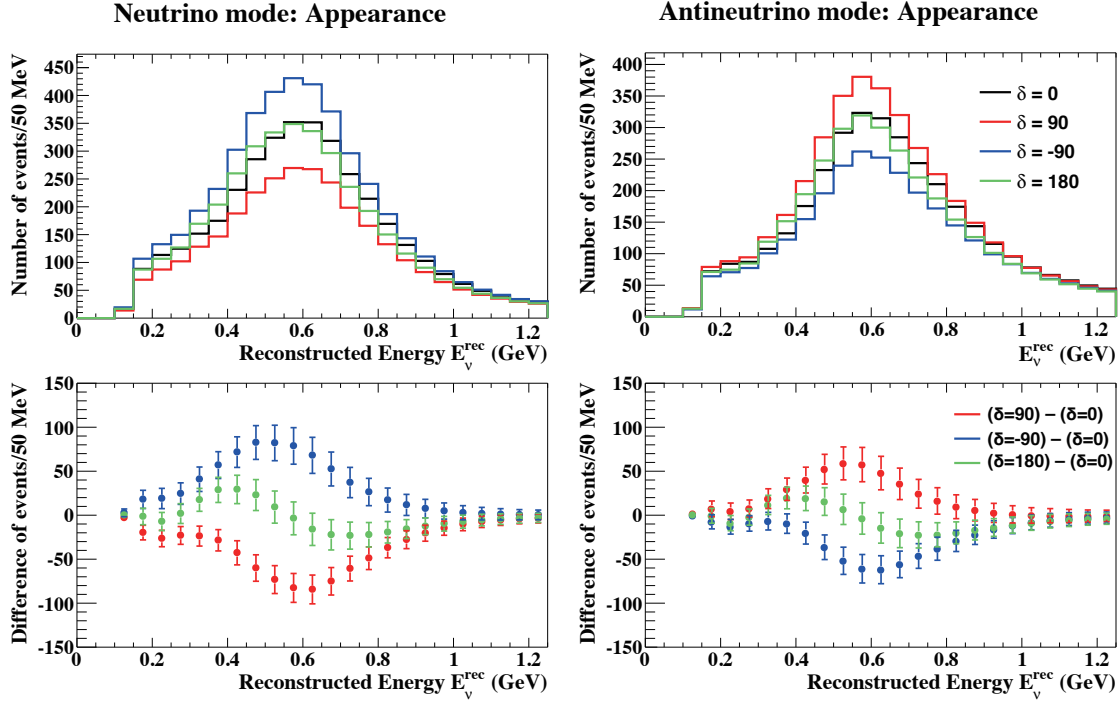 Neutrino mode: Appearance
Number of events/50 MeV
450
400
350
300
250
200
150
100
50
0
0 0.2 0.4 0.6 0.8 1 1.2
Reconstructed Energy E_ν^rec (GeV)
Antineutrino mode: Appearance
Number of events/50 MeV
400
350
300
250
200
150
100
50
0
0 0.2 0.4 0.6 0.8 1 1.2
E_ν^rec (GeV)
δ = 0
δ = 90
δ = -90
δ = 180
Difference of events/50 MeV
150
100
50
0
-50
-100
-150
0 0.2 0.4 0.6 0.8 1 1.2
Reconstructed Energy E_ν^rec (GeV)
Difference of events/50 MeV
150
100
50
0
-50
-100
-150
0 0.2 0.4 0.6 0.8 1 1.2
Reconstructed Energy E_ν^rec (GeV)
(δ=90) − (δ=0)
(δ=-90) − (δ=0)
(δ=180) − (δ=0)